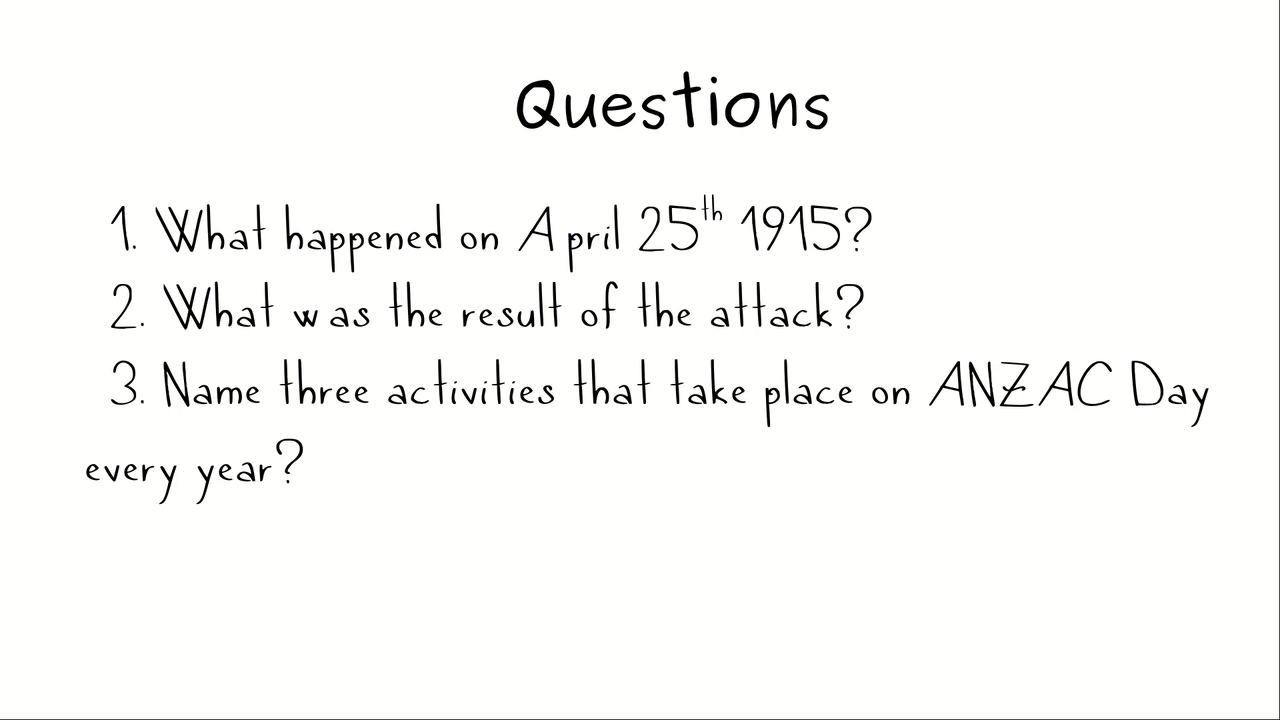 Questions
1. What happened on April 25th 1915?
2. What was the result of the attack?
3. Name three activities that take place on ANZAC Day
every year?